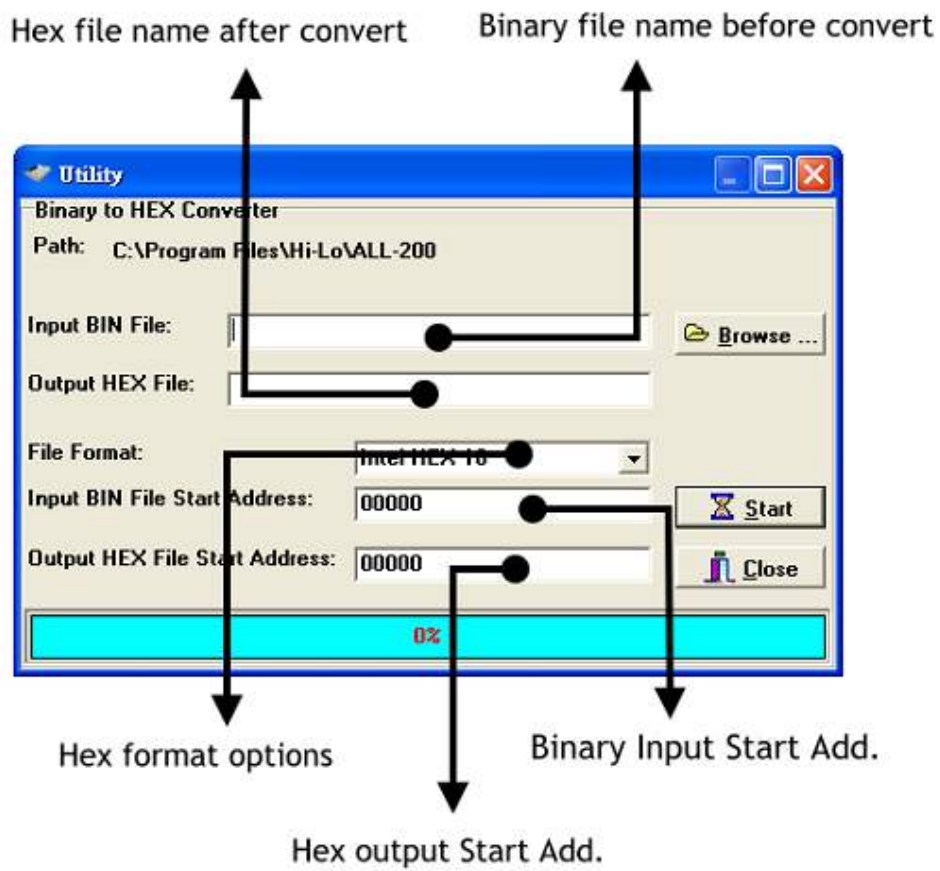 Hex file name after convert
Binary file name before convert
Utility
Binary to HEX Converter
Path: C:\Program Files\Hi-Lo\ALL-200
Input BIN File:
Browse ...
Output HEX File:
File Format: Intel HEX 16
Input BIN File Start Address: 00000
Start
Output HEX File Start Address: 00000
Close
0%
Hex format options
Binary Input Start Add.
Hex output Start Add.